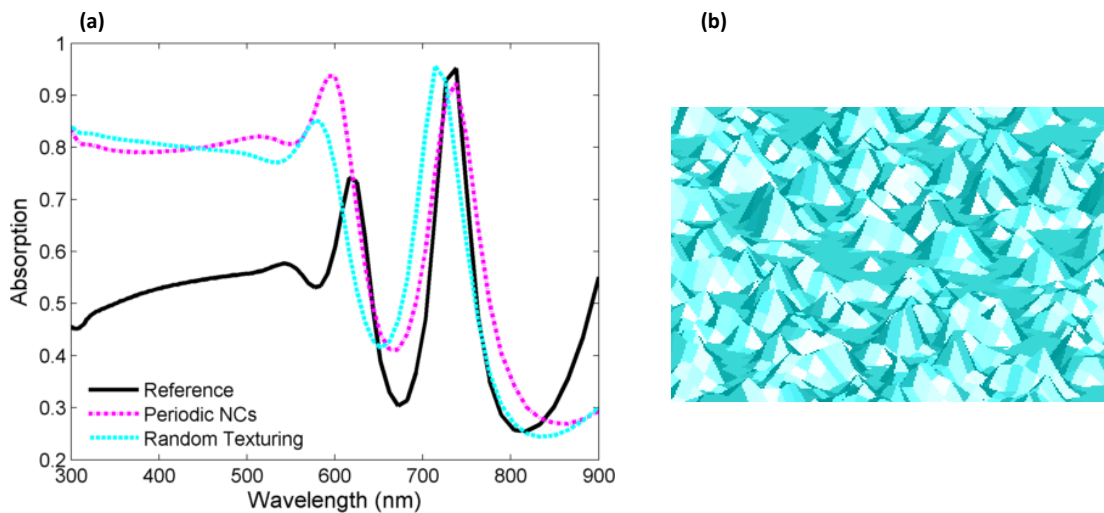 (a)
(b)
1
0.9
0.8
0.7
0.6
0.5
0.4
0.3
0.2
Absorption
Reference
Periodic NCs
Random Texturing
300 400 500 600 700 800 900
Wavelength (nm)